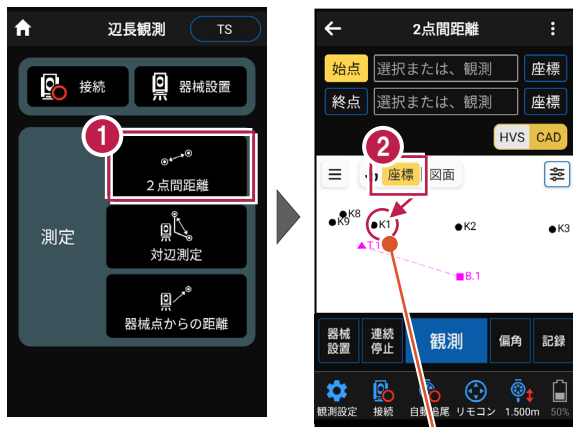 辺長観測
TS
接続
器械設置
1
2点間距離
測定
対辺測定
器械点からの距離
2点間距離
始点
選択または、観測
座標
終点
選択または、観測
座標
HVS
CAD
2
座標
図面
K8
K9
K1
K2
K3
T.1
B.1
器械
設置
連続
停止
観測
偏角
記録
観測設定
接続
自動追尾
リモコン
1.500m
50%